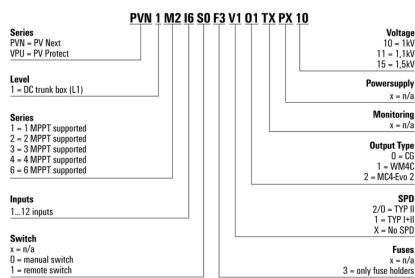 PVN 1 M2 I6 S0 F3 V1 O1 TX PX 10
Series
PVN = PV Next
VPU = PV Protect
Level
1 = DC trunk box (L1)
Series
1 = 1 MPPT supported
2 = 2 MPPT supported
3 = 3 MPPT supported
4 = 4 MPPT supported
6 = 6 MPPT supported
Inputs
1...12 inputs
Switch
x = n/a
0 = manual switch
1 = remote switch
Voltage
10 = 1kV
11 = 1,1kV
15 = 1,5kV
Powersupply
x = n/a
Monitoring
x = n/a
Output Type
0 = CG
1 = WM4C
2 = MC4-Evo 2
SPD
2/0 = TYP II
1 = TYP I+II
X = No SPD
Fuses
x = n/a
3 = only fuse holders